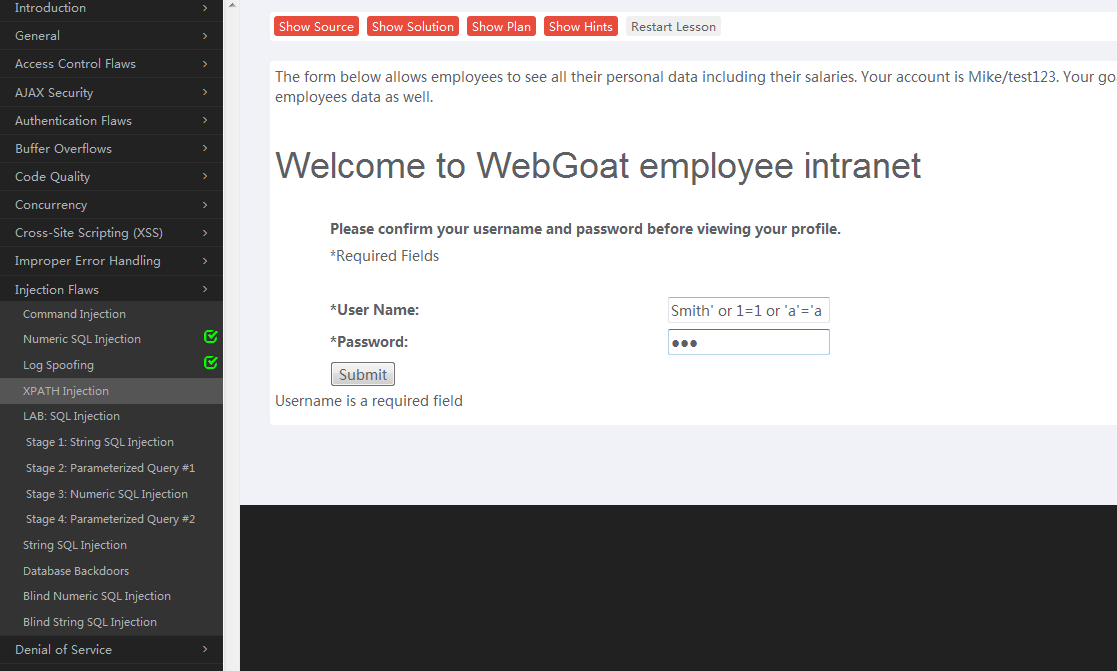 Introduction
General
Access Control Flaws
AJAX Security
Authentication Flaws
Buffer Overflows
Code Quality
Concurrency
Cross-Site Scripting (XSS)
Improper Error Handling
Injection Flaws
Command Injection
Numeric SQL Injection
Log Spoofing
XPATH Injection
LAB: SQL Injection
Stage 1: String SQL Injection
Stage 2: Parameterized Query #1
Stage 3: Numeric SQL Injection
Stage 4: Parameterized Query #2
String SQL Injection
Database Backdoors
Blind Numeric SQL Injection
Blind String SQL Injection
Denial of Service
Show Source Show Solution Show Plan Show Hints Restart Lesson
The form below allows employees to see all their personal data including their salaries. Your account is Mike/test123. Your go
employees data as well.
Welcome to WebGoat employee intranet
Please confirm your username and password before viewing your profile.
*Required Fields
*User Name: Smith' or 1=1 or 'a'='a
*Password: ●●●
Submit
Username is a required field